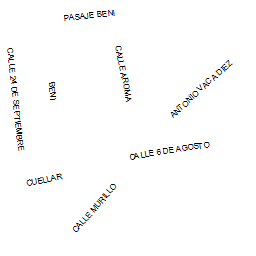 PASAJE BENI
CALLE 24 DE SEPTIEMBRE
BENI
CALLE AROMA
ANTONIO VACA DIEZ
CALLE 6 DE AGOSTO
CUELLAR
CALLE MURILLO